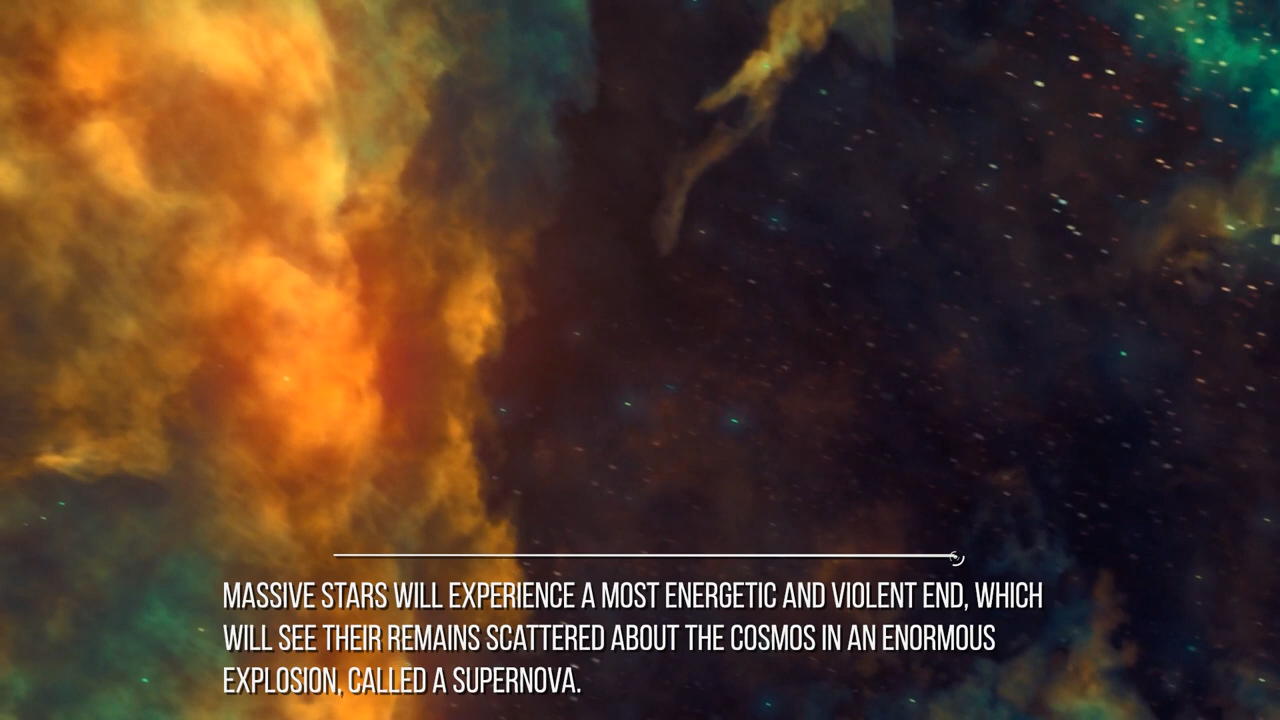 MASSIVE STARS WILL EXPERIENCE A MOST ENERGETIC AND VIOLENT END, WHICH
WILL SEE THEIR REMAINS SCATTERED ABOUT THE COSMOS IN AN ENORMOUS
EXPLOSION, CALLED A SUPERNOVA.